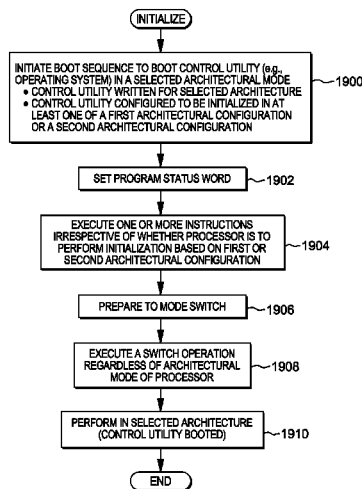 INITIALIZE
INITIATE BOOT SEQUENCE TO BOOT CONTROL UTILITY (e.g.,
OPERATING SYSTEM) IN A SELECTED ARCHITECTURAL MODE
• CONTROL UTILITY WRITTEN FOR SELECTED ARCHITECTURE
• CONTROL UTILITY CONFIGURED TO BE INITIALIZED IN AT
LEAST ONE OF A FIRST ARCHITECTURAL CONFIGURATION
OR A SECOND ARCHITECTURAL CONFIGURATION
1900
SET PROGRAM STATUS WORD
1902
EXECUTE ONE OR MORE INSTRUCTIONS
IRRESPECTIVE OF WHETHER PROCESSOR IS TO
PERFORM INITIALIZATION BASED ON FIRST OR
SECOND ARCHITECTURAL CONFIGURATION
1904
PREPARE TO MODE SWITCH
1906
EXECUTE A SWITCH OPERATION
REGARDLESS OF ARCHITECTURAL
MODE OF PROCESSOR
1908
PERFORM IN SELECTED ARCHITECTURE
(CONTROL UTILITY BOOTED)
1910
END